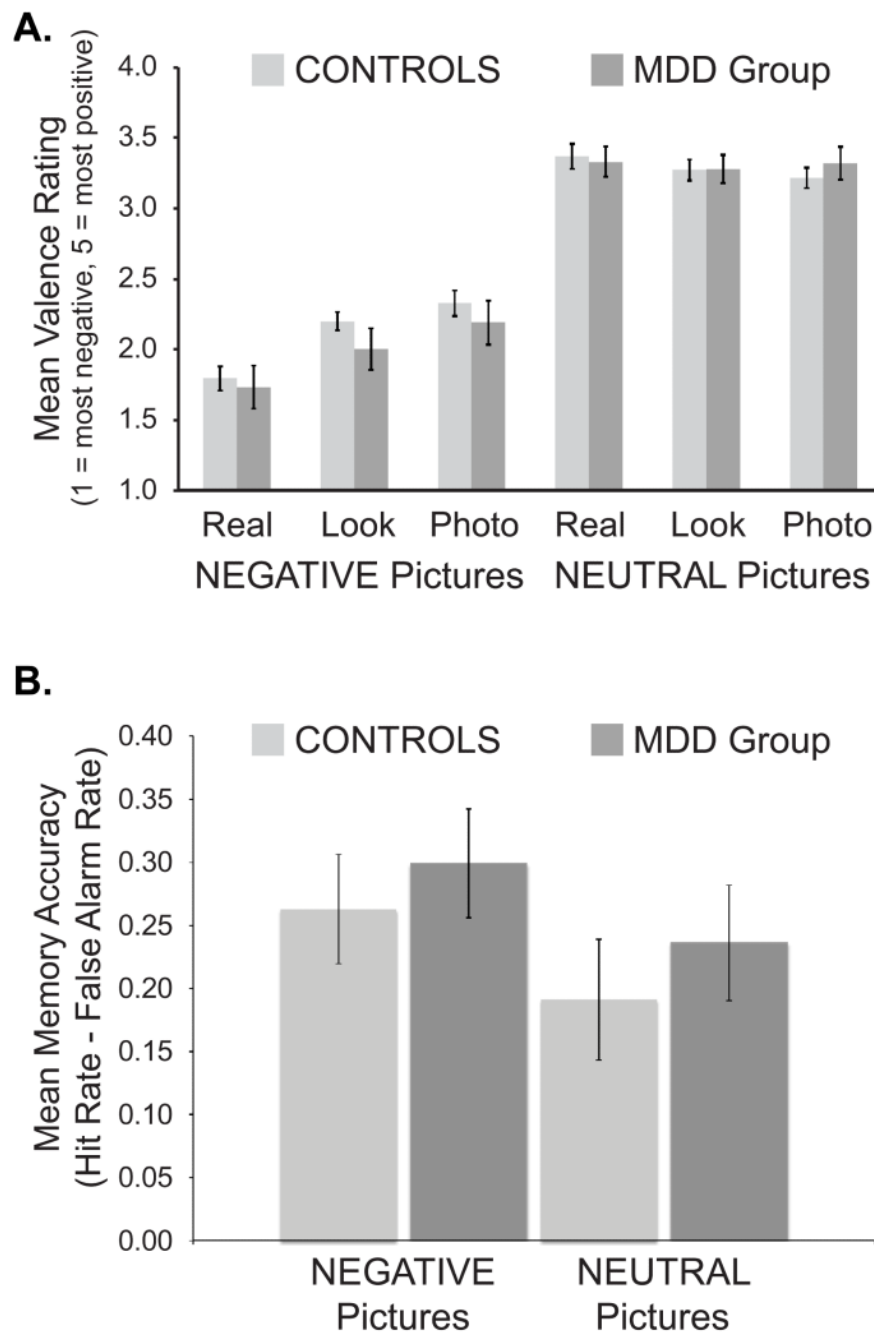 A.
CONTROLS MDD Group
Mean Valence Rating
(1 = most negative, 5 = most positive)
4.0
3.5
3.0
2.5
2.0
1.5
1.0
Real Look Photo Real Look Photo
NEGATIVE Pictures NEUTRAL Pictures
B.
CONTROLS MDD Group
Mean Memory Accuracy
(Hit Rate - False Alarm Rate)
0.40
0.35
0.30
0.25
0.20
0.15
0.10
0.05
0.00
NEGATIVE NEUTRAL
Pictures Pictures